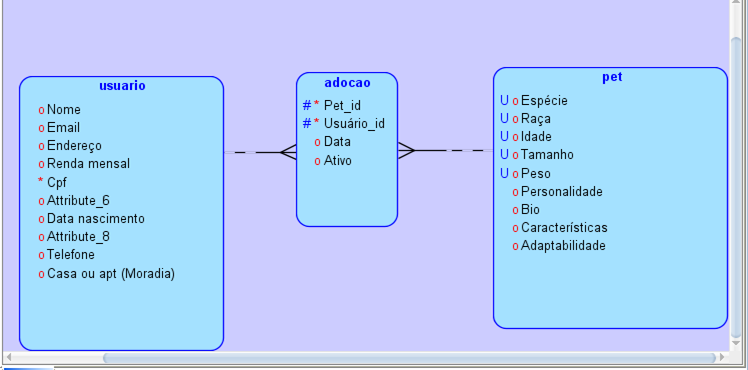 usuario
o Nome
o Email
o Endereço
o Renda mensal
* Cpf
o Attribute_6
o Data nascimento
o Attribute_8
o Telefone
o Casa ou apt (Moradia)
adocao
# * Pet_id
# * Usuário_id
o Data
o Ativo
pet
U o Espécie
U o Raça
U o Idade
U o Tamanho
U o Peso
o Personalidade
o Bio
o Características
o Adaptabilidade